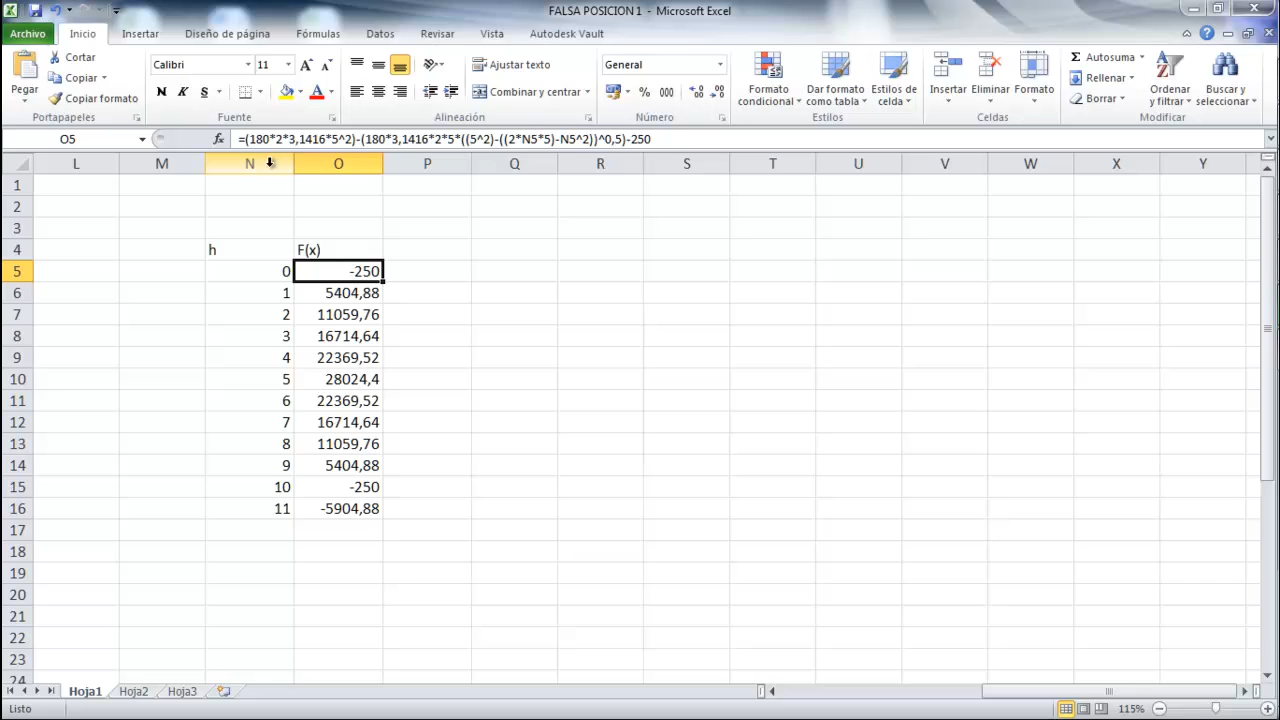 FALSA POSICION 1 - Microsoft Excel
Archivo Inicio Insertar Diseño de página Fórmulas Datos Revisar Vista Autodesk Vault
Pegar
Cortar
Copiar
Copiar formato
Portapapeles
Calibri 11
N K S
A
Fuente
Ajustar texto
Combinar y centrar
Alineación
General
% 000
Número
Formato condicional
Dar formato como tabla
Estilos de celda
Estilos
Insertar Eliminar Formato
Celdas
Σ Autosuma
Rellenar
Borrar
Ordenar y filtrar
Buscar y seleccionar
Modificar
O5 fx =(180*2*3,1416*5^2)-(180*3,1416*2*5*((5^2)-((2*N5*5)-N5^2))^0,5)-250
L M N O P Q R S T U V W X Y
1
2
3
4 h F(x)
5 0 -250
6 1 5404,88
7 2 11059,76
8 3 16714,64
9 4 22369,52
10 5 28024,4
11 6 22369,52
12 7 16714,64
13 8 11059,76
14 9 5404,88
15 10 -250
16 11 -5904,88
17
18
19
20
21
22
23
24
Hoja1 Hoja2 Hoja3
Listo 115%